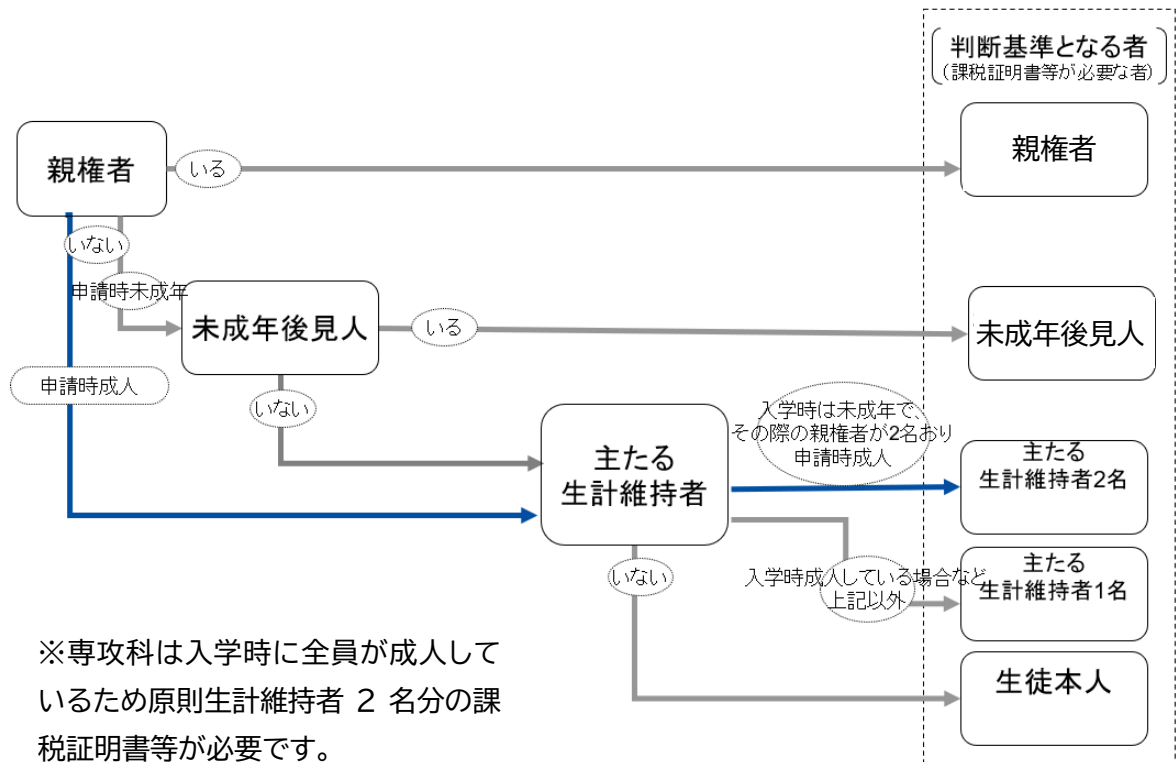 判断基準となる者
(課税証明書等が必要な者)
親権者
いる
親権者
いない
申請時未成年
未成年後見人
いる
未成年後見人
申請時成人
いない
入学時は未成年で、
その際の親権者が2名おり
申請時成人
主たる
生計維持者
主たる
生計維持者2名
いない
入学時成人している場合など
上記以外
主たる
生計維持者1名
生徒本人
※専攻科は入学時に全員が成人して
いるため原則生計維持者 2 名分の課
税証明書等が必要です。